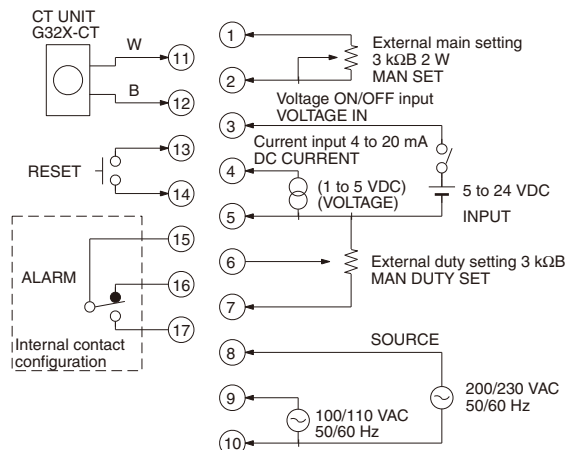 CT UNIT
G32X-CT
W
11
B
12
1
2
External main setting
3 kΩB 2 W
MAN SET
Voltage ON/OFF input
VOLTAGE IN
3
Current input 4 to 20 mA
DC CURRENT
4
(1 to 5 VDC)
(VOLTAGE)
5
5 to 24 VDC
INPUT
RESET
13
14
15
ALARM
16
17
Internal contact
configuration
6
External duty setting 3 kΩB
MAN DUTY SET
7
SOURCE
8
200/230 VAC
50/60 Hz
9
100/110 VAC
50/60 Hz
10